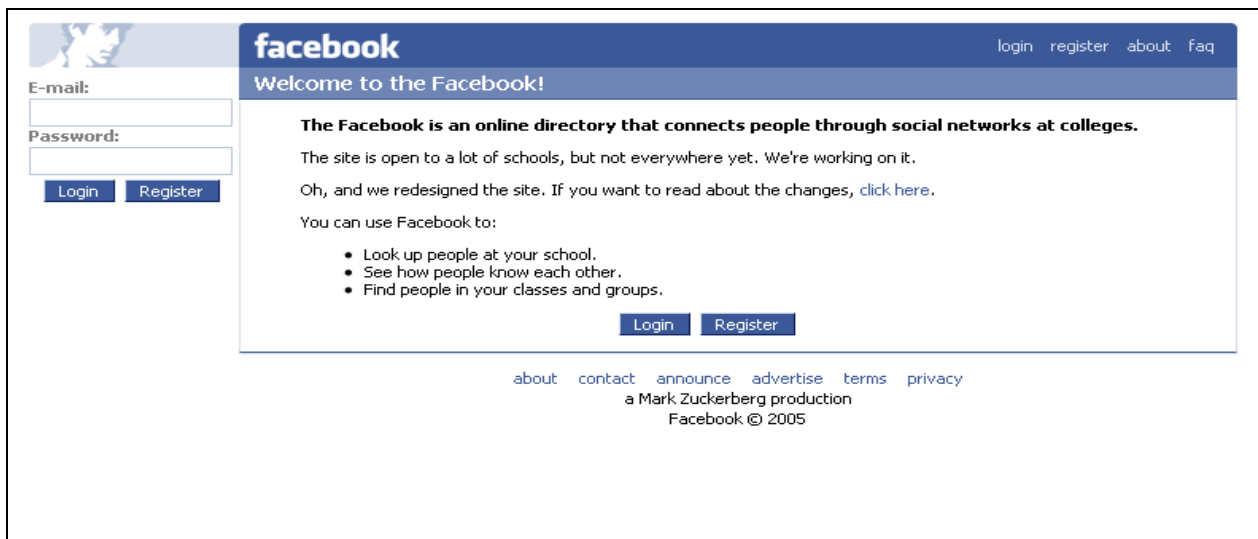 facebook
login register about faq
E-mail:
Password:
Login Register
Welcome to the Facebook!
The Facebook is an online directory that connects people through social networks at colleges.
The site is open to a lot of schools, but not everywhere yet. We're working on it.
Oh, and we redesigned the site. If you want to read about the changes, click here.
You can use Facebook to:
• Look up people at your school.
• See how people know each other.
• Find people in your classes and groups.
Login Register
about contact announce advertise terms privacy
a Mark Zuckerberg production
Facebook © 2005